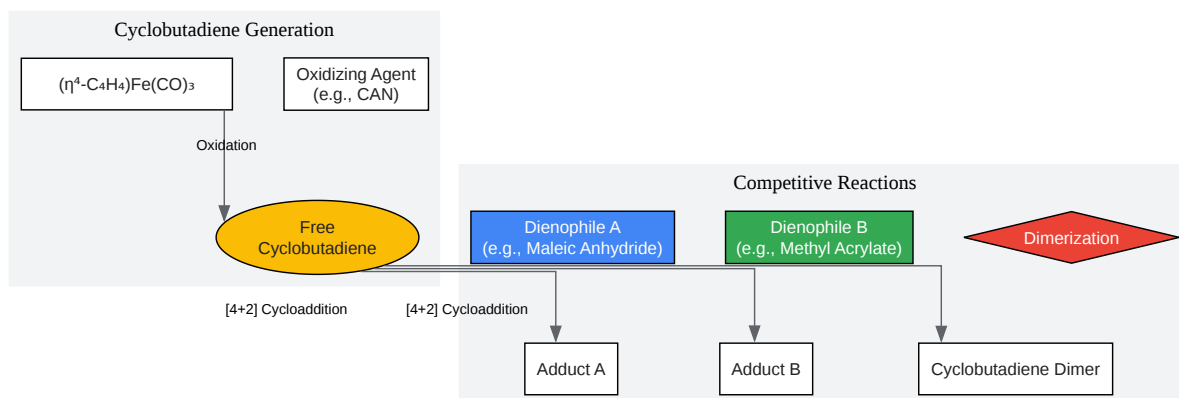 Cyclobutadiene Generation
(η⁴-C₄H₄)Fe(CO)₃
Oxidizing Agent
(e.g., CAN)
Oxidation
Free
Cyclobutadiene
Competitive Reactions
Dienophile A
(e.g., Maleic Anhydride)
Dienophile B
(e.g., Methyl Acrylate)
Dimerization
[4+2] Cycloaddition
[4+2] Cycloaddition
Adduct A
Adduct B
Cyclobutadiene Dimer